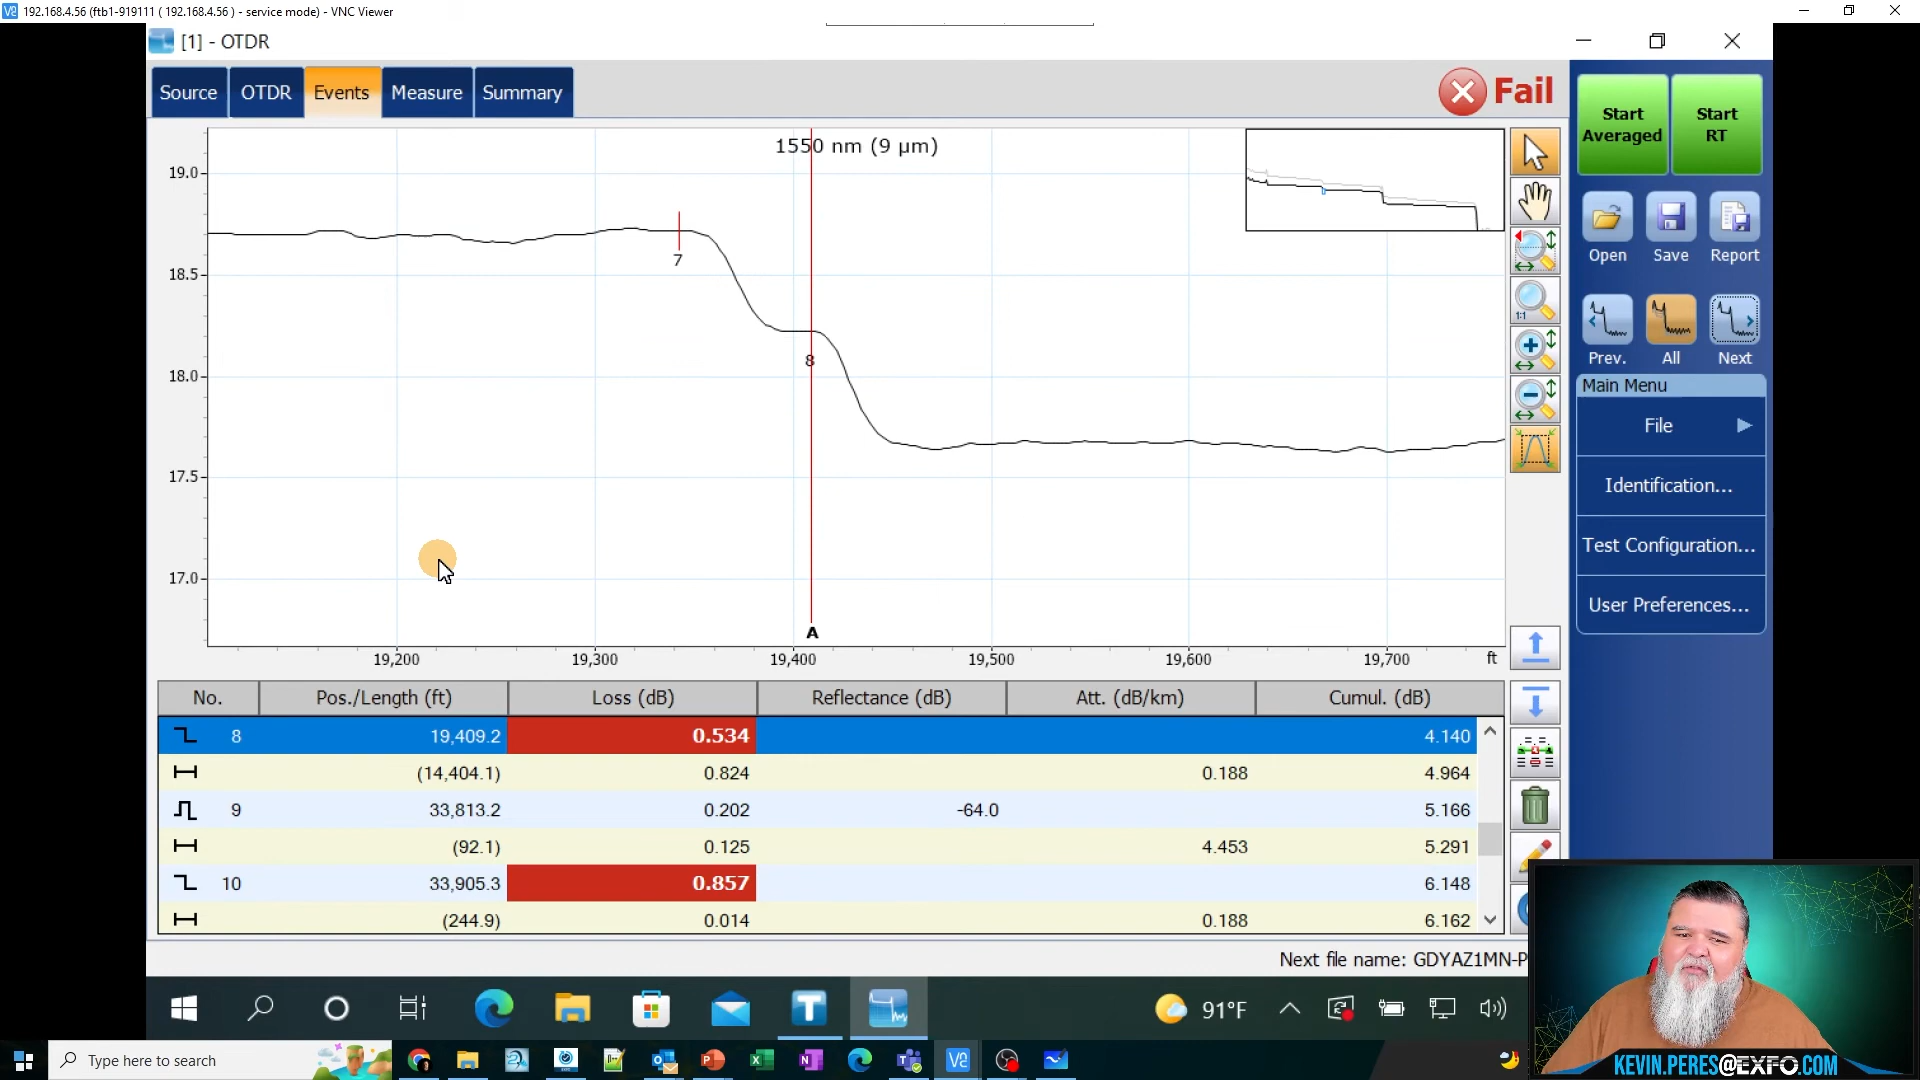 192.168.4.56 (ftb1-919111 ( 192.168.4.56 ) - service mode) - VNC Viewer
[1] - OTDR
Source OTDR Events Measure Summary
Fail
Start Averaged
Start RT
1550 nm (9 µm)
19.0
18.5
18.0
17.5
17.0
7
8
A
19,200 19,300 19,400 19,500 19,600 19,700 ft
1:1
Open Save Report
Prev. All Next
Main Menu
File
Identification...
Test Configuration...
User Preferences...
No. Pos./Length (ft) Loss (dB) Reflectance (dB) Att. (dB/km) Cumul. (dB)
8 19,409.2 0.534 4.140
(14,404.1) 0.824 0.188 4.964
9 33,813.2 0.202 -64.0 5.166
(92.1) 0.125 4.453 5.291
10 33,905.3 0.857 6.148
(244.9) 0.014 0.188 6.162
Next file name: GDYAZ1MN-P
91°F
Type here to search
KEVIN.PERES@EXFO.COM